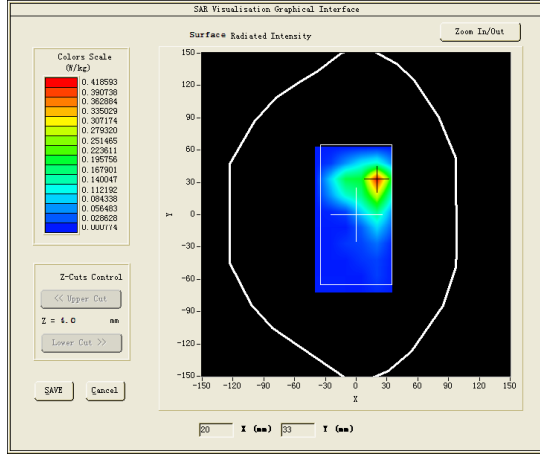 SAR Visualisation Graphical Interface
Surface Radiated Intensity
Zoom In/Out
Colors Scale
(W/kg)
0.418593
0.390738
0.362884
0.335029
0.307174
0.279320
0.251465
0.223611
0.195756
0.167901
0.140047
0.112192
0.084338
0.056483
0.028628
0.000774
150-
120-
90-
60-
30-
0-
-30-
-60-
-90-
-120-
-150-
Y
-150 -120 -90 -60 -30 0 30 60 90 120 150
X
Z-Cuts Control
<< Upper Cut
Z = 4.0 mm
Lower Cut >>
SAVE
Cancel
20 X (mm) 33 Y (mm)